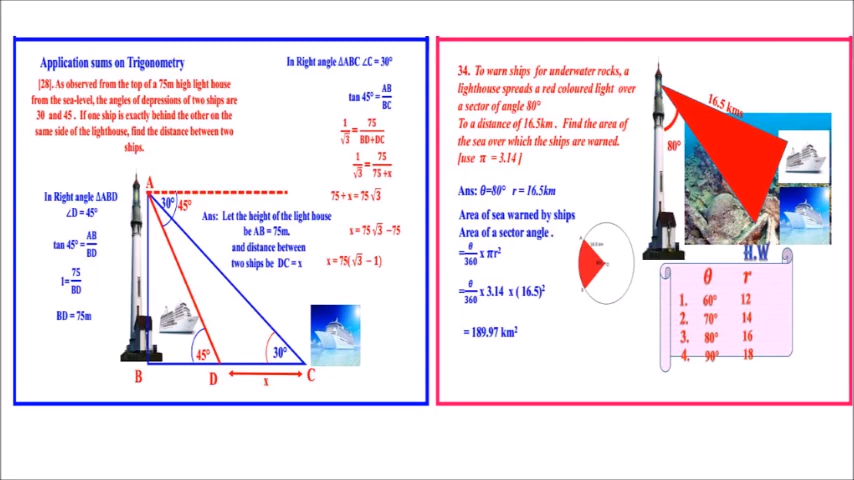 Application sums on Trigonometry
[28]. As observed from the top of a 75m high light house
from the sea-level, the angles of depressions of two ships are
30 and 45 . If one ship is exactly behind the other on the
same side of the lighthouse, find the distance between two
ships.
In Right angle ∆ABD
∠D = 45°
tan 45° = AB/BD
1= 75/BD
BD = 75m
A
30°
45°
Ans: Let the height of the light house
be AB = 75m.
and distance between
two ships be DC = x
45°
30°
B
D
x
C
In Right angle ∆ABC ∠C = 30°
tan 45° = AB/BC
1/√3 = 75/BD+DC
1/√3 = 75/75+x
75 + x = 75 √3
x = 75 √3 −75
x = 75( √3 − 1)
34. To warn ships for underwater rocks, a
lighthouse spreads a red coloured light over
a sector of angle 80°
To a distance of 16.5km . Find the area of
the sea over which the ships are warned.
[use π = 3.14 ]
Ans: θ=80° r = 16.5km
Area of sea warned by ships
Area of a sector angle .
= θ/360 x πr²
= θ/360 x 3.14 x ( 16.5)²
= 189.97 km²
16.5 kms
80°
H.W
θ r
1. 60° 12
2. 70° 14
3. 80° 16
4. 90° 18